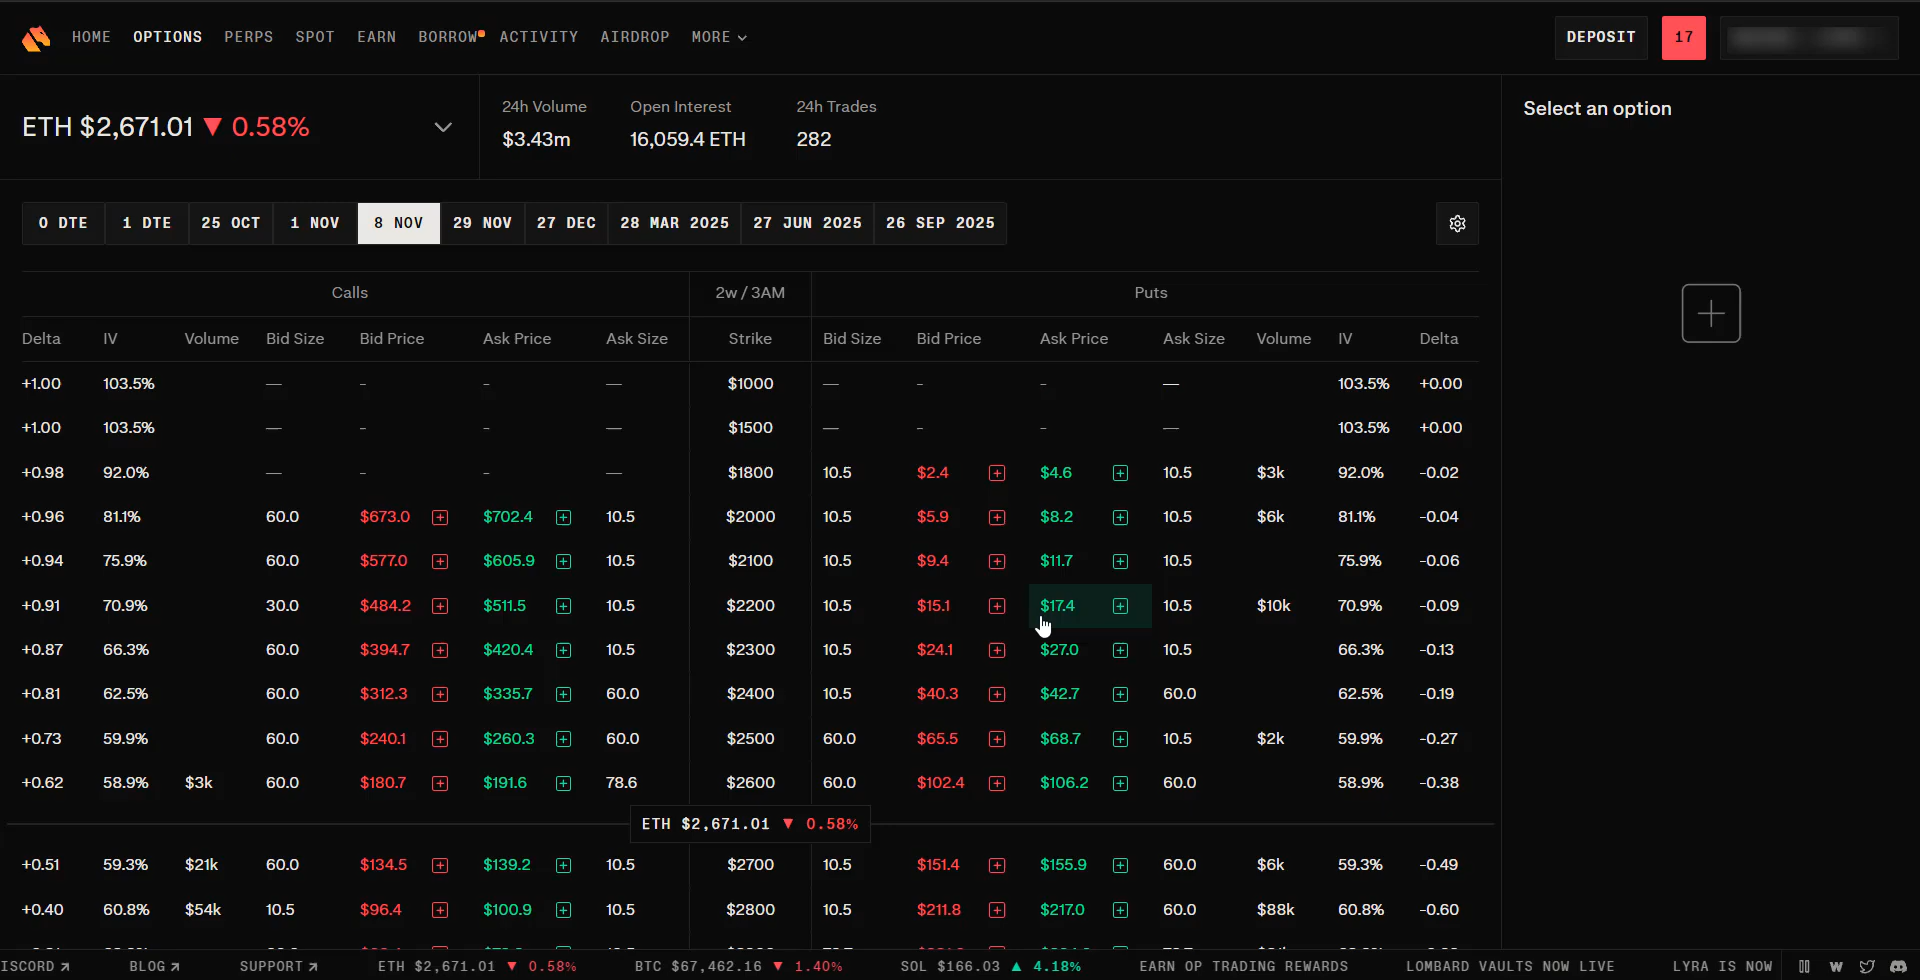 HOME OPTIONS PERPS SPOT EARN BORROW ACTIVITY AIRDROP MORE DEPOSIT 17
ETH $2,671.01 ▼ 0.58%
24h Volume Open Interest 24h Trades
$3.43m 16,059.4 ETH 282
Select an option
0 DTE 1 DTE 25 OCT 1 NOV 8 NOV 29 NOV 27 DEC 28 MAR 2025 27 JUN 2025 26 SEP 2025
Calls 2w / 3AM Puts
Delta IV Volume Bid Size Bid Price Ask Price Ask Size Strike Bid Size Bid Price Ask Price Ask Size Volume IV Delta
+1.00 103.5% — - - — $1000 — - - — 103.5% +0.00
+1.00 103.5% — - - — $1500 — - - — 103.5% +0.00
+0.98 92.0% — - - — $1800 10.5 $2.4 $4.6 10.5 $3k 92.0% -0.02
+0.96 81.1% 60.0 $673.0 $702.4 10.5 $2000 10.5 $5.9 $8.2 10.5 $6k 81.1% -0.04
+0.94 75.9% 60.0 $577.0 $605.9 10.5 $2100 10.5 $9.4 $11.7 10.5 75.9% -0.06
+0.91 70.9% 30.0 $484.2 $511.5 10.5 $2200 10.5 $15.1 $17.4 10.5 $10k 70.9% -0.09
+0.87 66.3% 60.0 $394.7 $420.4 10.5 $2300 10.5 $24.1 $27.0 10.5 66.3% -0.13
+0.81 62.5% 60.0 $312.3 $335.7 60.0 $2400 10.5 $40.3 $42.7 60.0 62.5% -0.19
+0.73 59.9% 60.0 $240.1 $260.3 60.0 $2500 60.0 $65.5 $68.7 10.5 $2k 59.9% -0.27
+0.62 58.9% $3k 60.0 $180.7 $191.6 78.6 $2600 60.0 $102.4 $106.2 60.0 58.9% -0.38
ETH $2,671.01 ▼ 0.58%
+0.51 59.3% $21k 60.0 $134.5 $139.2 10.5 $2700 10.5 $151.4 $155.9 60.0 $6k 59.3% -0.49
+0.40 60.8% $54k 10.5 $96.4 $100.9 10.5 $2800 10.5 $211.8 $217.0 60.0 $88k 60.8% -0.60
ISCORD BLOG SUPPORT ETH $2,671.01 ▼ 0.58% BTC $67,462.16 ▼ 1.40% SOL $166.03 ▲ 4.18% EARN OP TRADING REWARDS LOMBARD VAULTS NOW LIVE LYRA IS NOW